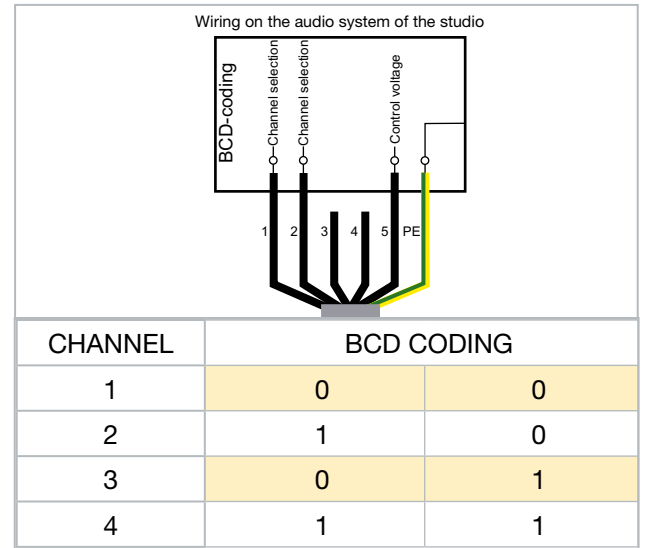 Wiring on the audio system of the studio
BCD-coding
Channel selection
Channel selection
Control voltage
1 2 3 4 5 PE
CHANNEL BCD CODING
1 0 0
2 1 0
3 0 1
4 1 1